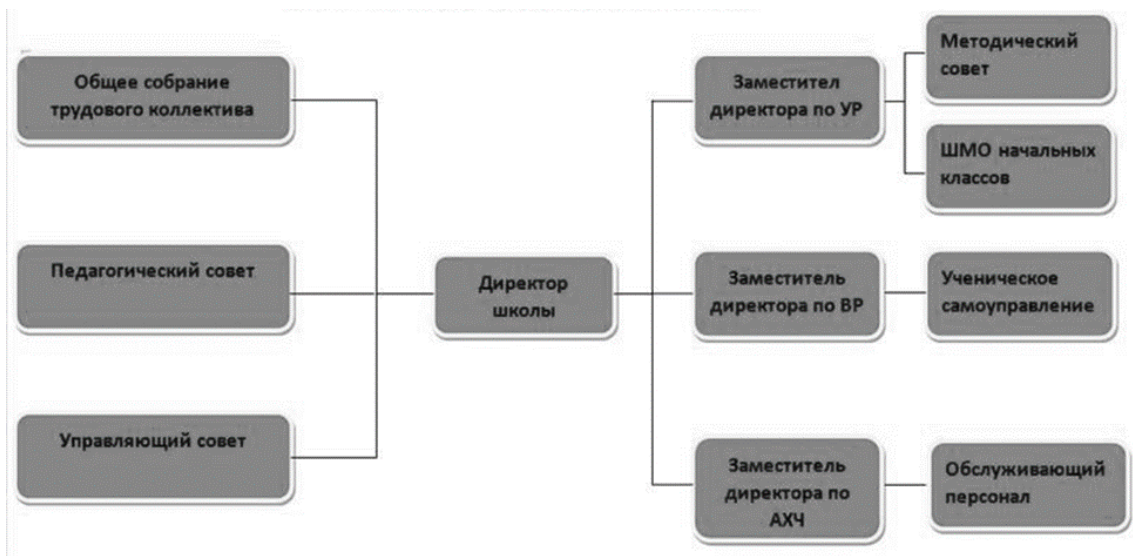 Общее собрание
трудового коллектива
Педагогический совет
Управляющий совет
Директор
школы
Заместител
директора по УР
Заместитель
директора по ВР
Заместитель
директора по
АХЧ
Методический
совет
ШМО начальных
классов
Ученическое
самоуправление
Обслуживающий
персонал